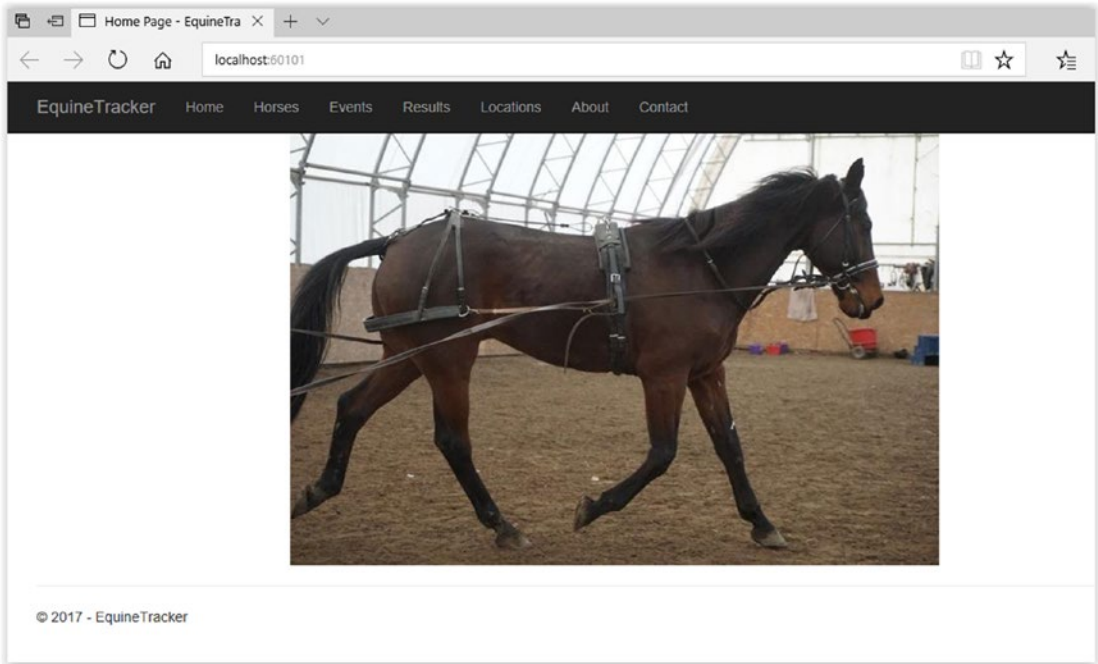 Home Page - EquineTra
localhost:60101
EquineTracker Home Horses Events Results Locations About Contact
© 2017 - EquineTracker